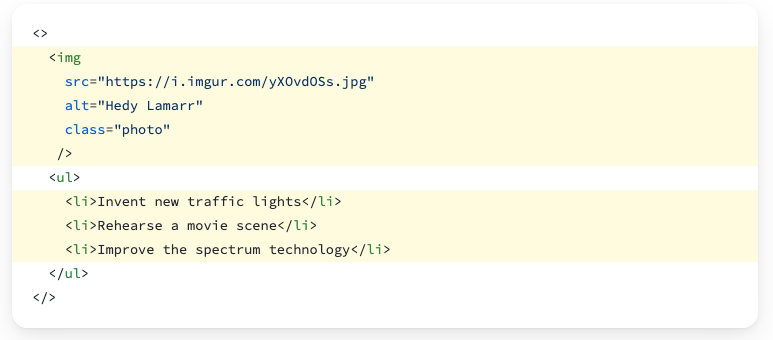 <>
<img
src="https://i.imgur.com/yXOvdOSs.jpg"
alt="Hedy Lamarr"
class="photo"
/>
<ul>
<li>Invent new traffic lights</li>
<li>Rehearse a movie scene</li>
<li>Improve the spectrum technology</li>
</ul>
</>